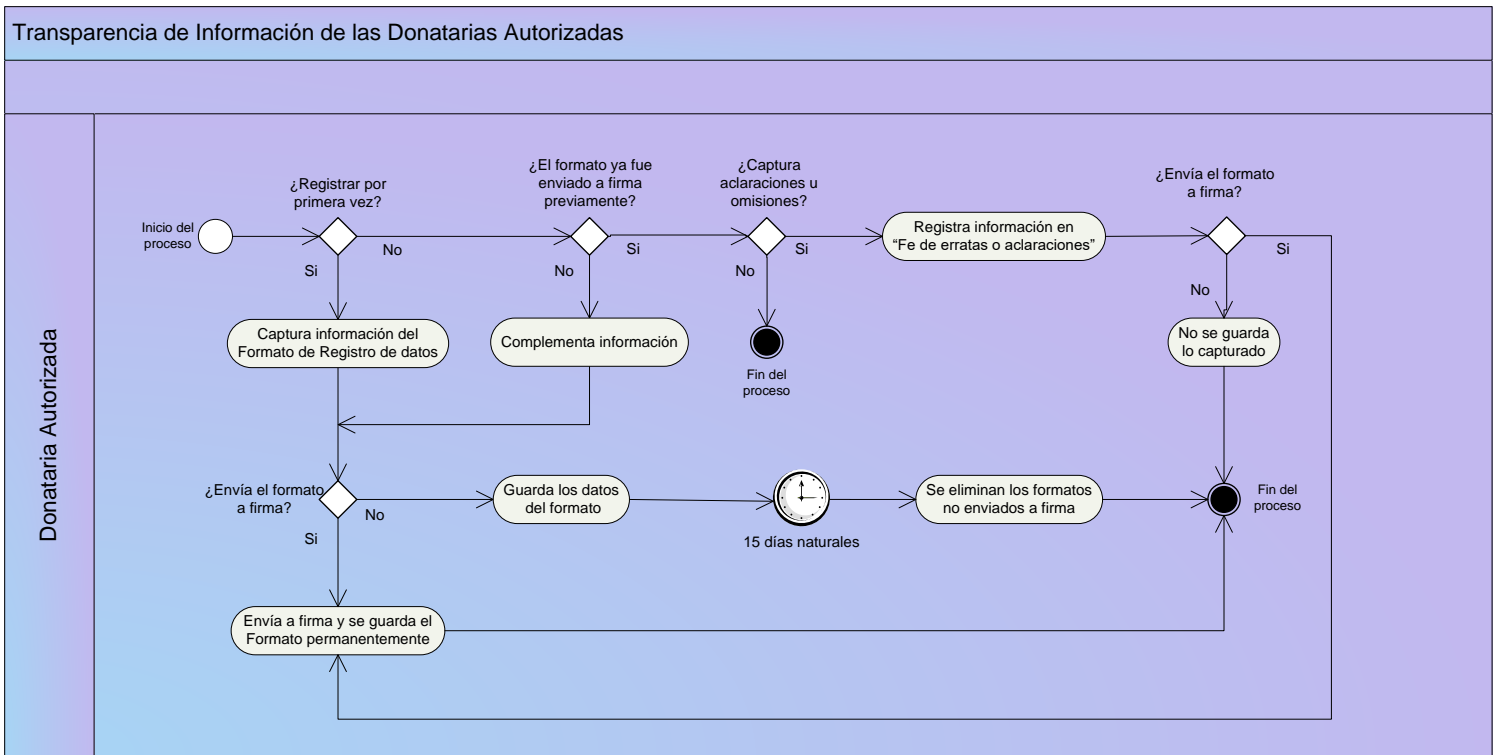 Transparencia de Información de las Donatarias Autorizadas
Donataria Autorizada
Inicio del
proceso
¿Registrar por
primera vez?
No
Si
¿El formato ya fue
enviado a firma
previamente?
Si
No
¿Captura
aclaraciones u
omisiones?
Si
No
Registra información en
“Fe de erratas o aclaraciones”
¿Envía el formato
a firma?
Si
No
Captura información del
Formato de Registro de datos
Complementa información
Fin del
proceso
No se guarda
lo capturado
¿Envía el formato
a firma?
No
Si
Guarda los datos
del formato
15 días naturales
Se eliminan los formatos
no enviados a firma
Fin del
proceso
Envía a firma y se guarda el
Formato permanentemente